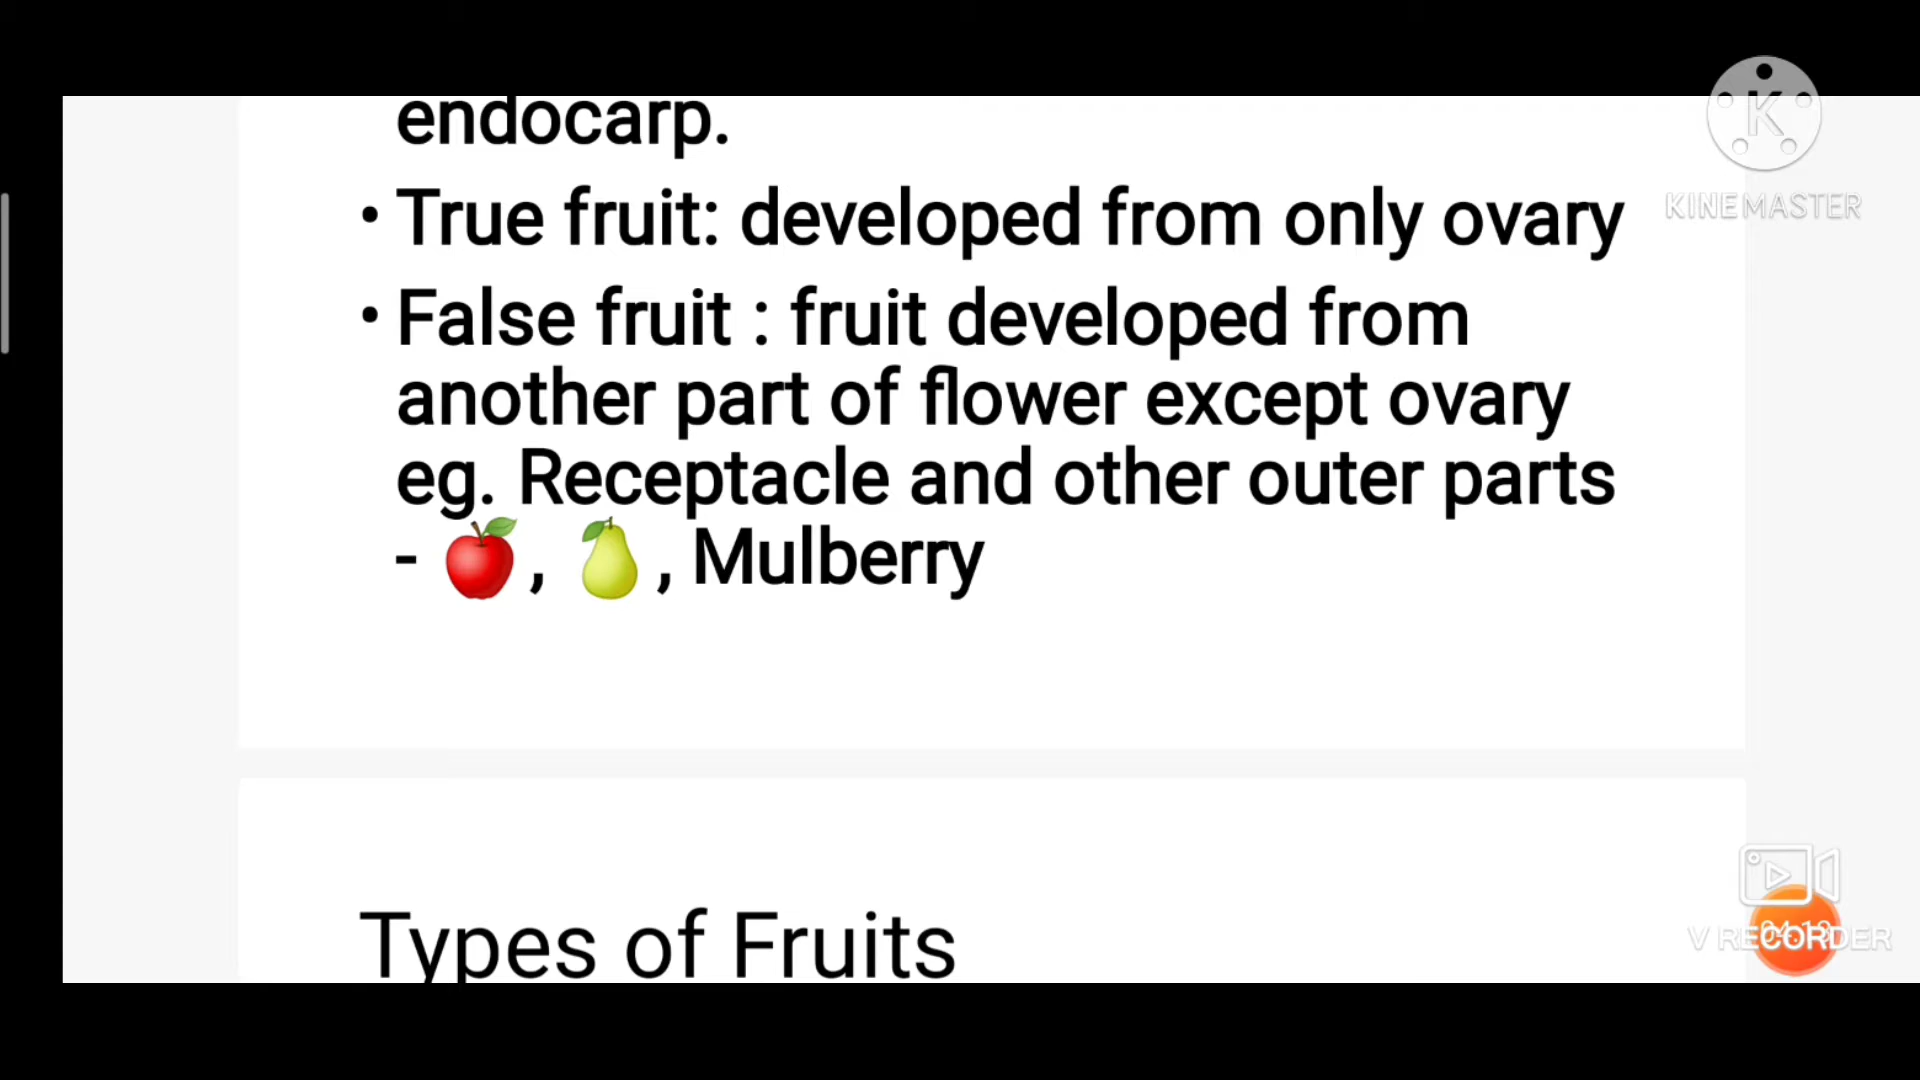 endocarp.
• True fruit: developed from only ovary
• False fruit : fruit developed from
another part of flower except ovary
eg. Receptacle and other outer parts
- 🍎, 🍐, Mulberry
Types of Fruits
K
KINEMASTER
V RECORDER